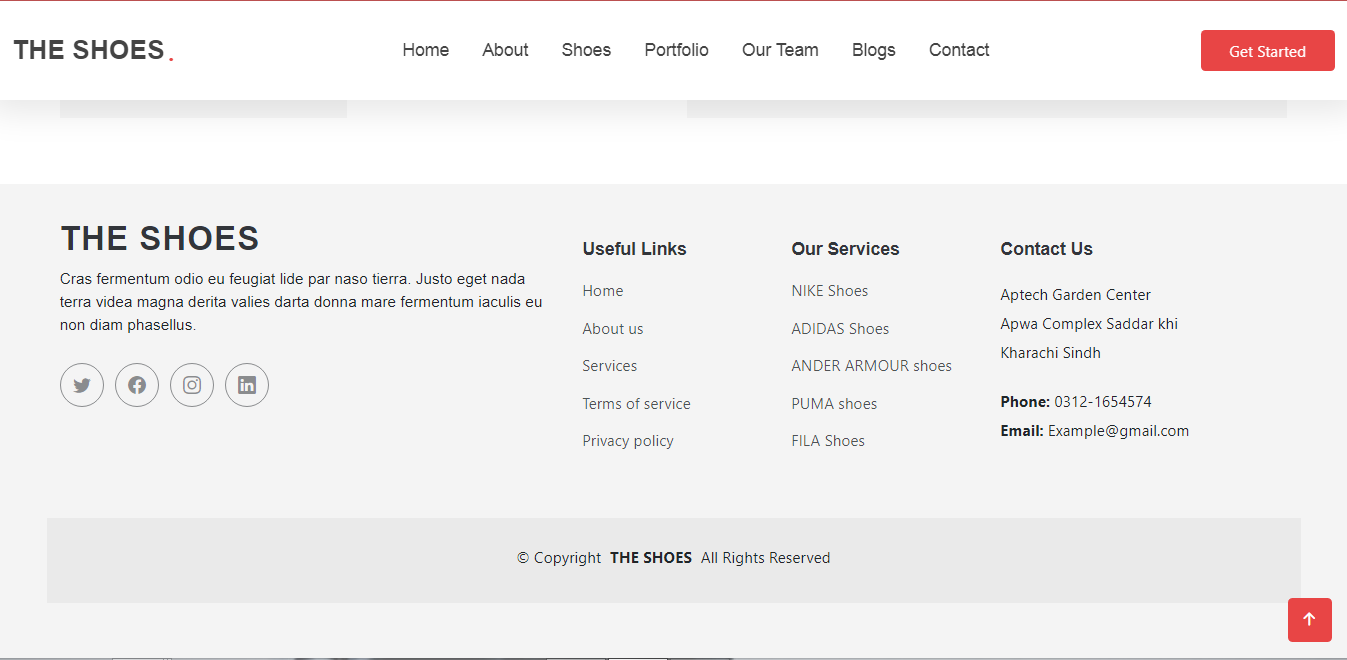 THE SHOES.
Home About Shoes Portfolio Our Team Blogs Contact
Get Started
THE SHOES
Cras fermentum odio eu feugiat lide par naso tierra. Justo eget nada
terra videa magna derita valies darta donna mare fermentum iaculis eu
non diam phasellus.
Useful Links
Home
About us
Services
Terms of service
Privacy policy
Our Services
NIKE Shoes
ADIDAS Shoes
ANDER ARMOUR shoes
PUMA shoes
FILA Shoes
Contact Us
Aptech Garden Center
Apwa Complex Saddar khi
Kharachi Sindh
Phone: 0312-1654574
Email: Example@gmail.com
© Copyright THE SHOES All Rights Reserved